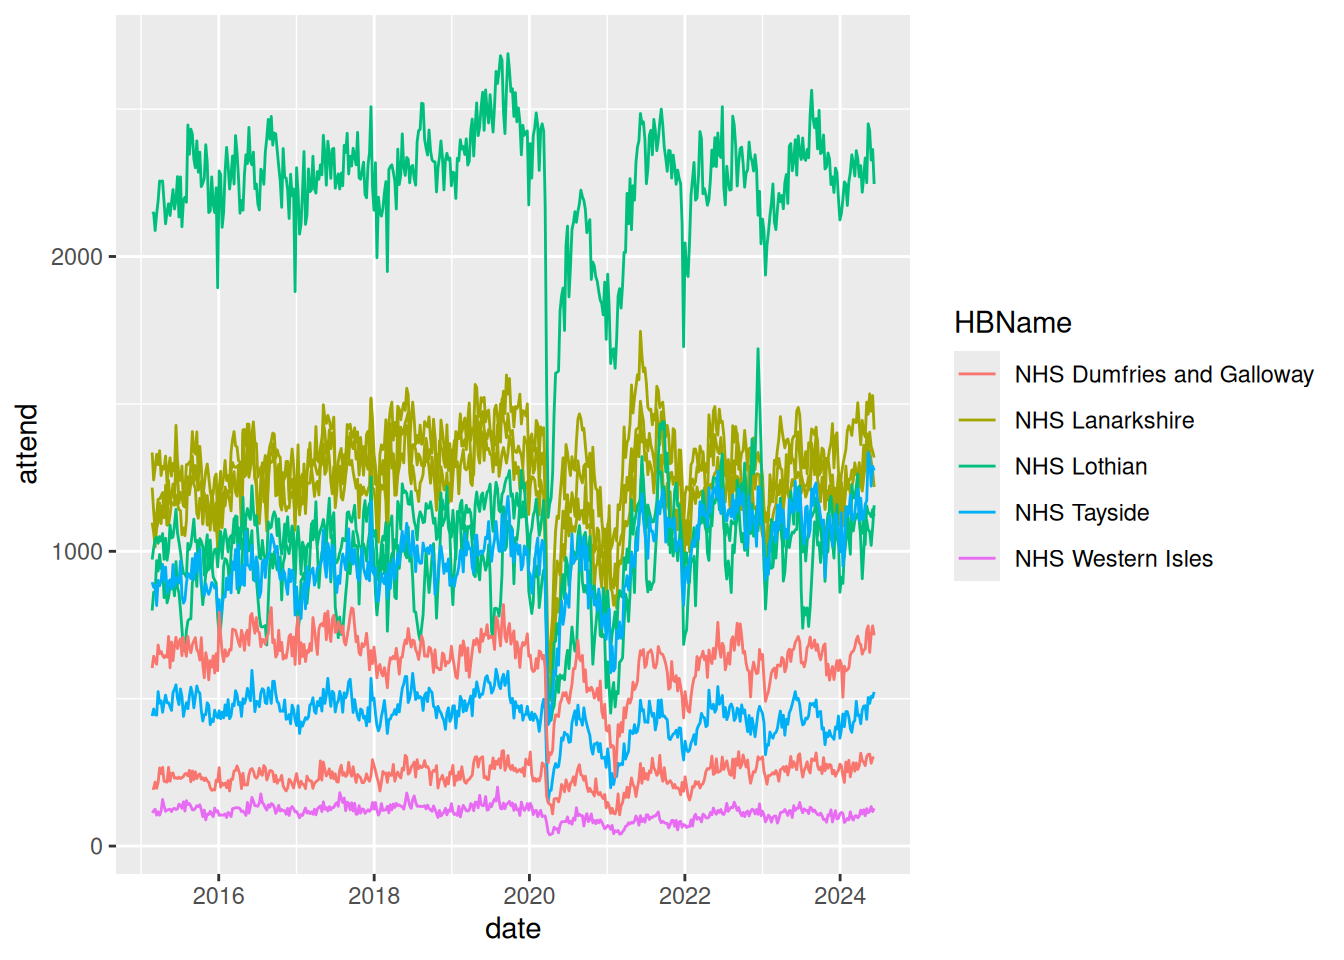 2000
1000
0
attend
2016 2018 2020 2022 2024
date
HBName
NHS Dumfries and Galloway
NHS Lanarkshire
NHS Lothian
NHS Tayside
NHS Western Isles